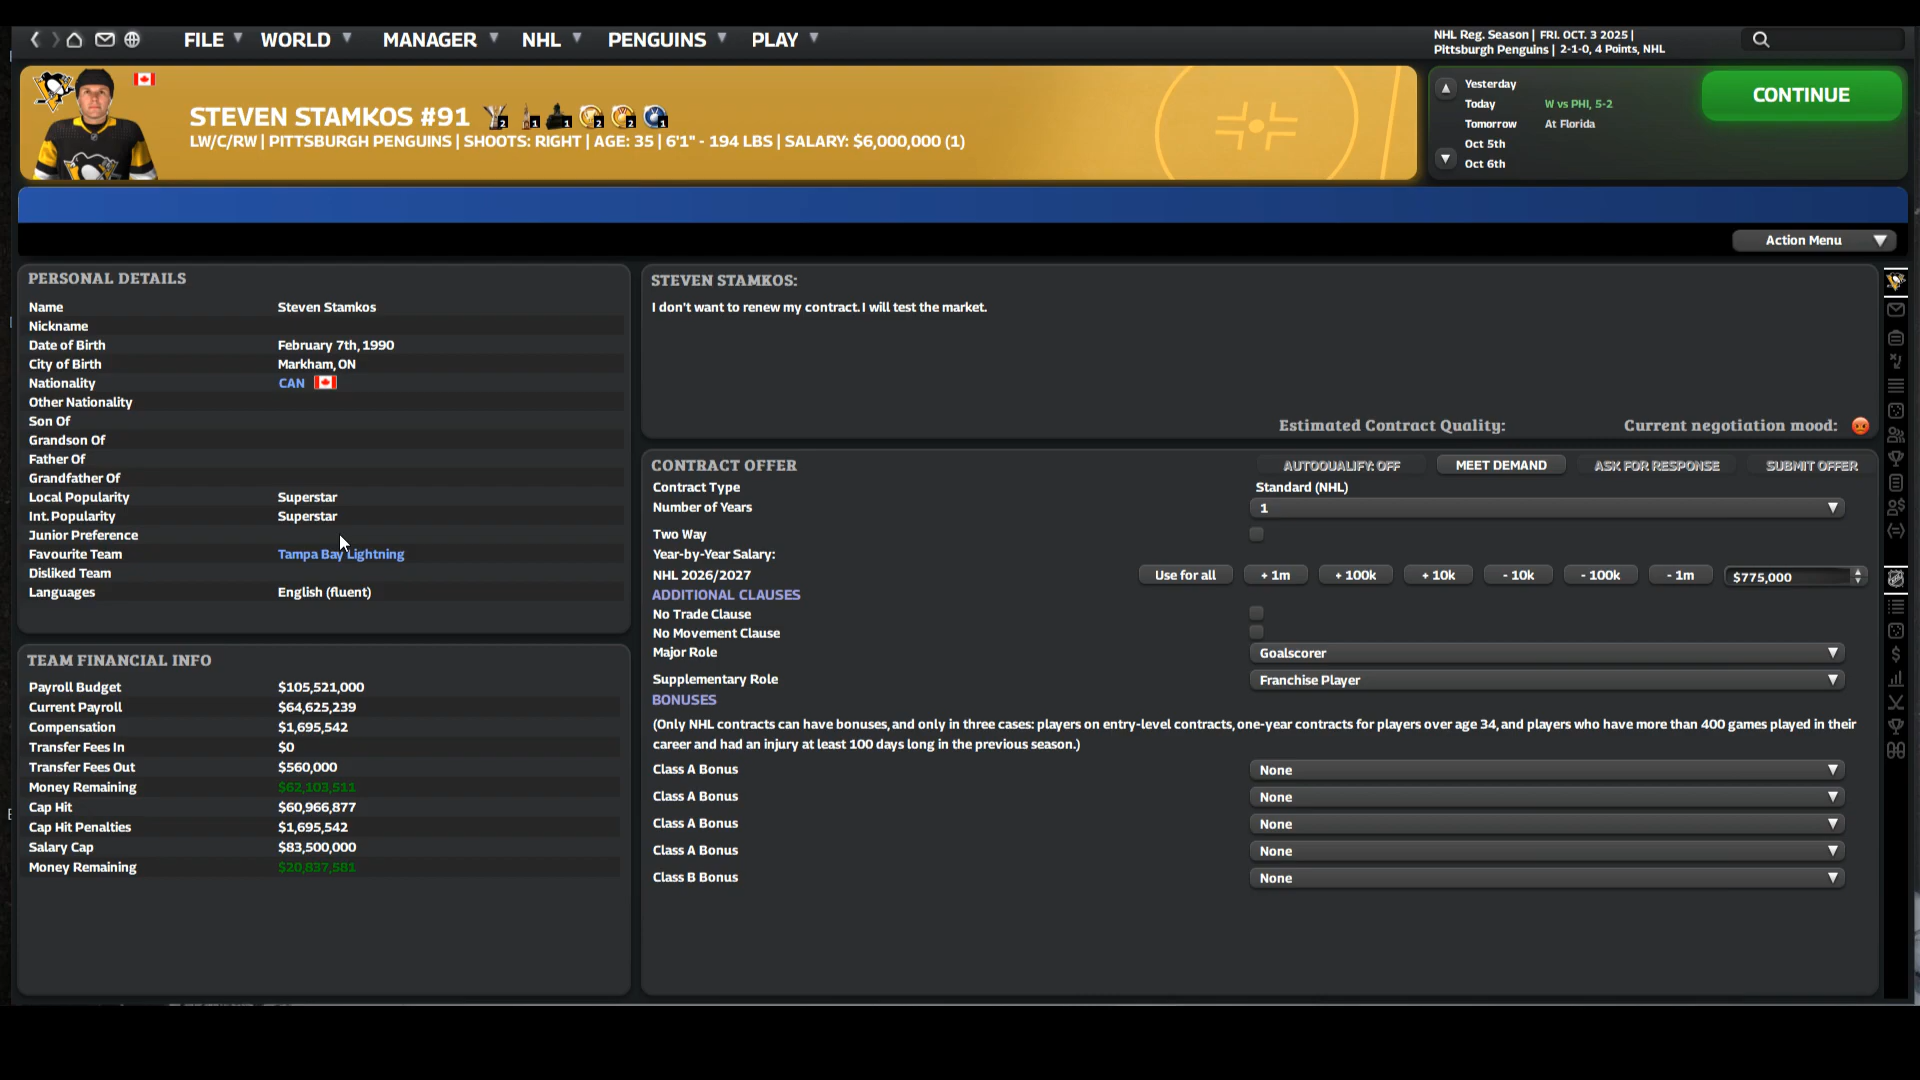 FILE WORLD MANAGER NHL PENGUINS PLAY
NHL Reg. Season | FRI. OCT. 3 2025 |
Pittsburgh Penguins | 2-1-0, 4 Points, NHL
STEVEN STAMKOS #91
2 1 1 2 2 1
LW/C/RW | PITTSBURGH PENGUINS | SHOOTS: RIGHT | AGE: 35 | 6'1" - 194 LBS | SALARY: $6,000,000 (1)
Yesterday
Today W vs PHI, 5-2
Tomorrow At Florida
Oct 5th
Oct 6th
CONTINUE
Action Menu
PERSONAL DETAILS
Name Steven Stamkos
Nickname
Date of Birth February 7th, 1990
City of Birth Markham, ON
Nationality CAN
Other Nationality
Son Of
Grandson Of
Father Of
Grandfather Of
Local Popularity Superstar
Int. Popularity Superstar
Junior Preference
Favourite Team Tampa Bay Lightning
Disliked Team
Languages English (fluent)
TEAM FINANCIAL INFO
Payroll Budget $105,521,000
Current Payroll $64,625,239
Compensation $1,695,542
Transfer Fees In $0
Transfer Fees Out $560,000
Money Remaining $62,103,511
Cap Hit $60,966,877
Cap Hit Penalties $1,695,542
Salary Cap $83,500,000
Money Remaining $20,837,581
STEVEN STAMKOS:
I don't want to renew my contract. I will test the market.
Estimated Contract Quality: Current negotiation mood:
CONTRACT OFFER AUTOQUALIFY: OFF MEET DEMAND ASK FOR RESPONSE SUBMIT OFFER
Contract Type Standard (NHL)
Number of Years 1
Two Way
Year-by-Year Salary:
NHL 2026/2027 Use for all + 1m + 100k + 10k - 10k - 100k - 1m $775,000
ADDITIONAL CLAUSES
No Trade Clause
No Movement Clause
Major Role Goalscorer
Supplementary Role Franchise Player
BONUSES
(Only NHL contracts can have bonuses, and only in three cases: players on entry-level contracts, one-year contracts for players over age 34, and players who have more than 400 games played in their
career and had an injury at least 100 days long in the previous season.)
Class A Bonus None
Class A Bonus None
Class A Bonus None
Class A Bonus None
Class B Bonus None